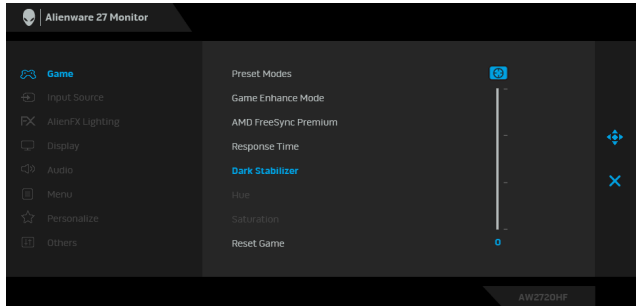 Alienware 27 Monitor
Game
Input Source
AlienFX Lighting
Display
Audio
Menu
Personalize
Others
Preset Modes
Game Enhance Mode
AMD FreeSync Premium
Response Time
Dark Stabilizer
Hue
Saturation
Reset Game
0
AW2720HF